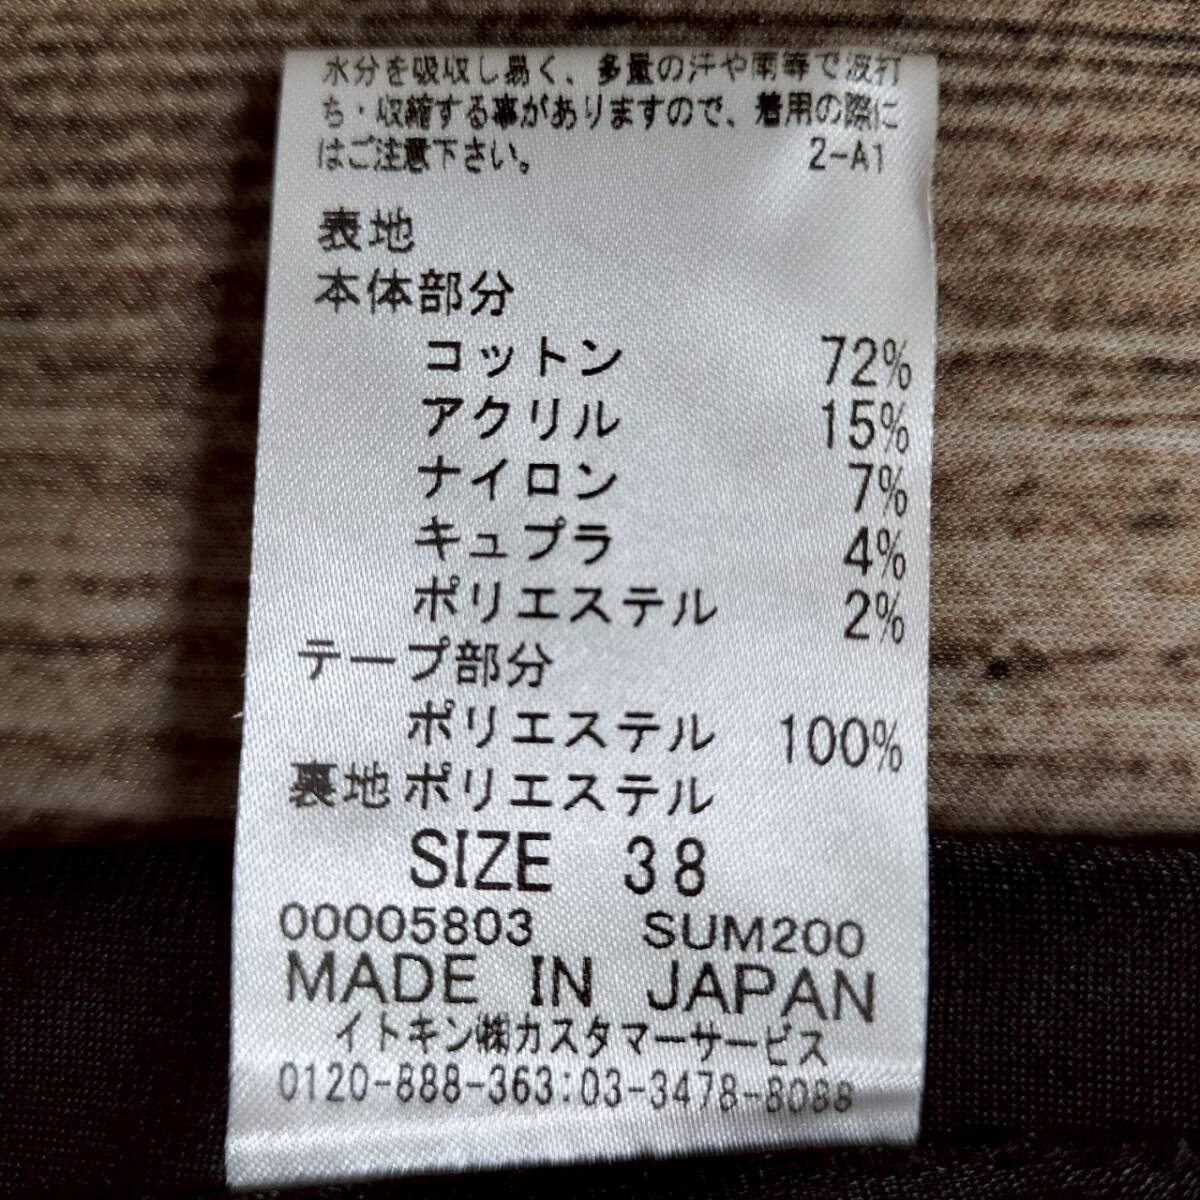 水分を吸収し易く、多量の汗や雨等で波打
ち・収縮する事がありますので、着用の際に
はご注意下さい。 2-A1
表地
本体部分
コットン 72%
アクリル 15%
ナイロン 7%
キュプラ 4%
ポリエステル 2%
テープ部分
ポリエステル 100%
裏地 ポリエステル
SIZE 38
00005803 SUM200
MADE IN JAPAN
イトキン㈱カスタマーサービス
0120-888-363:03-3478-8088